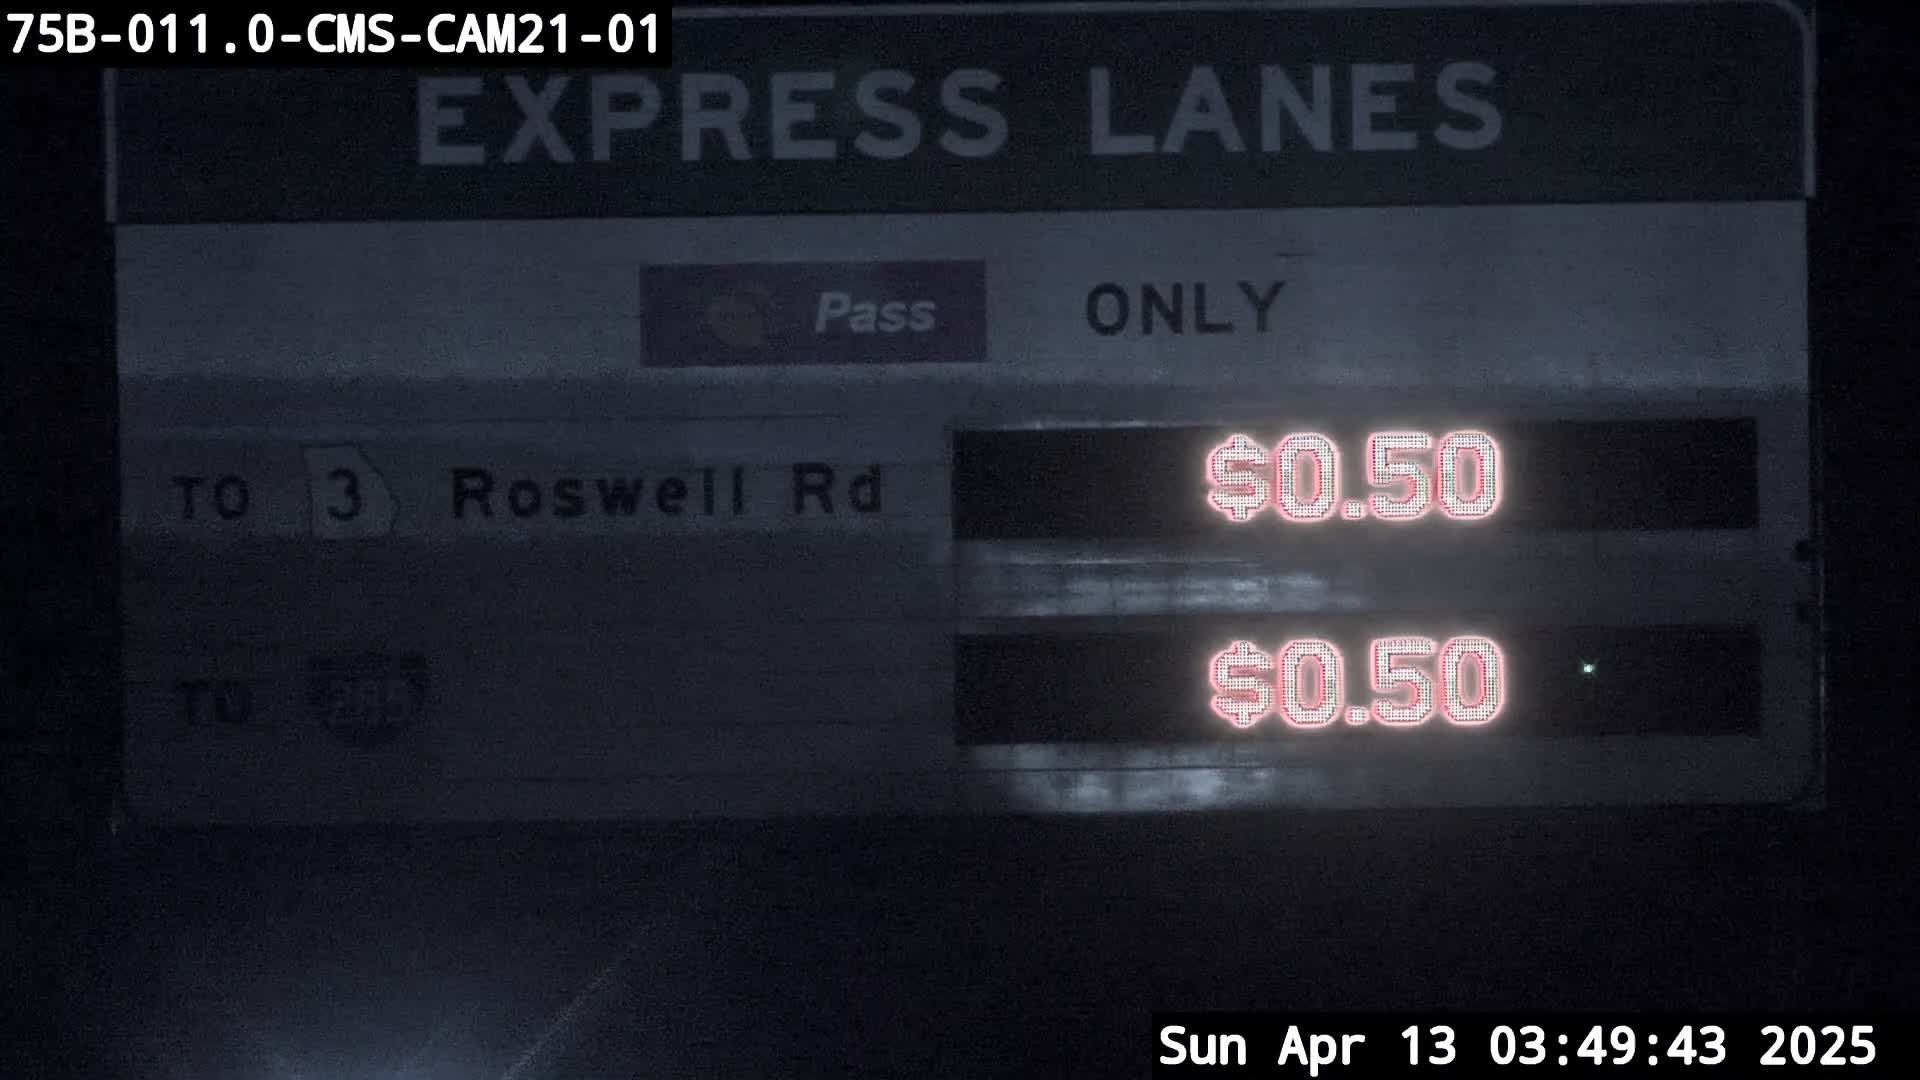 75B-011.0-CMS-CAM21-01
EXPRESS LANES
Pass ONLY
TO 3 Roswell Rd $0.50
TO 285 $0.50
Sun Apr 13 03:49:43 2025